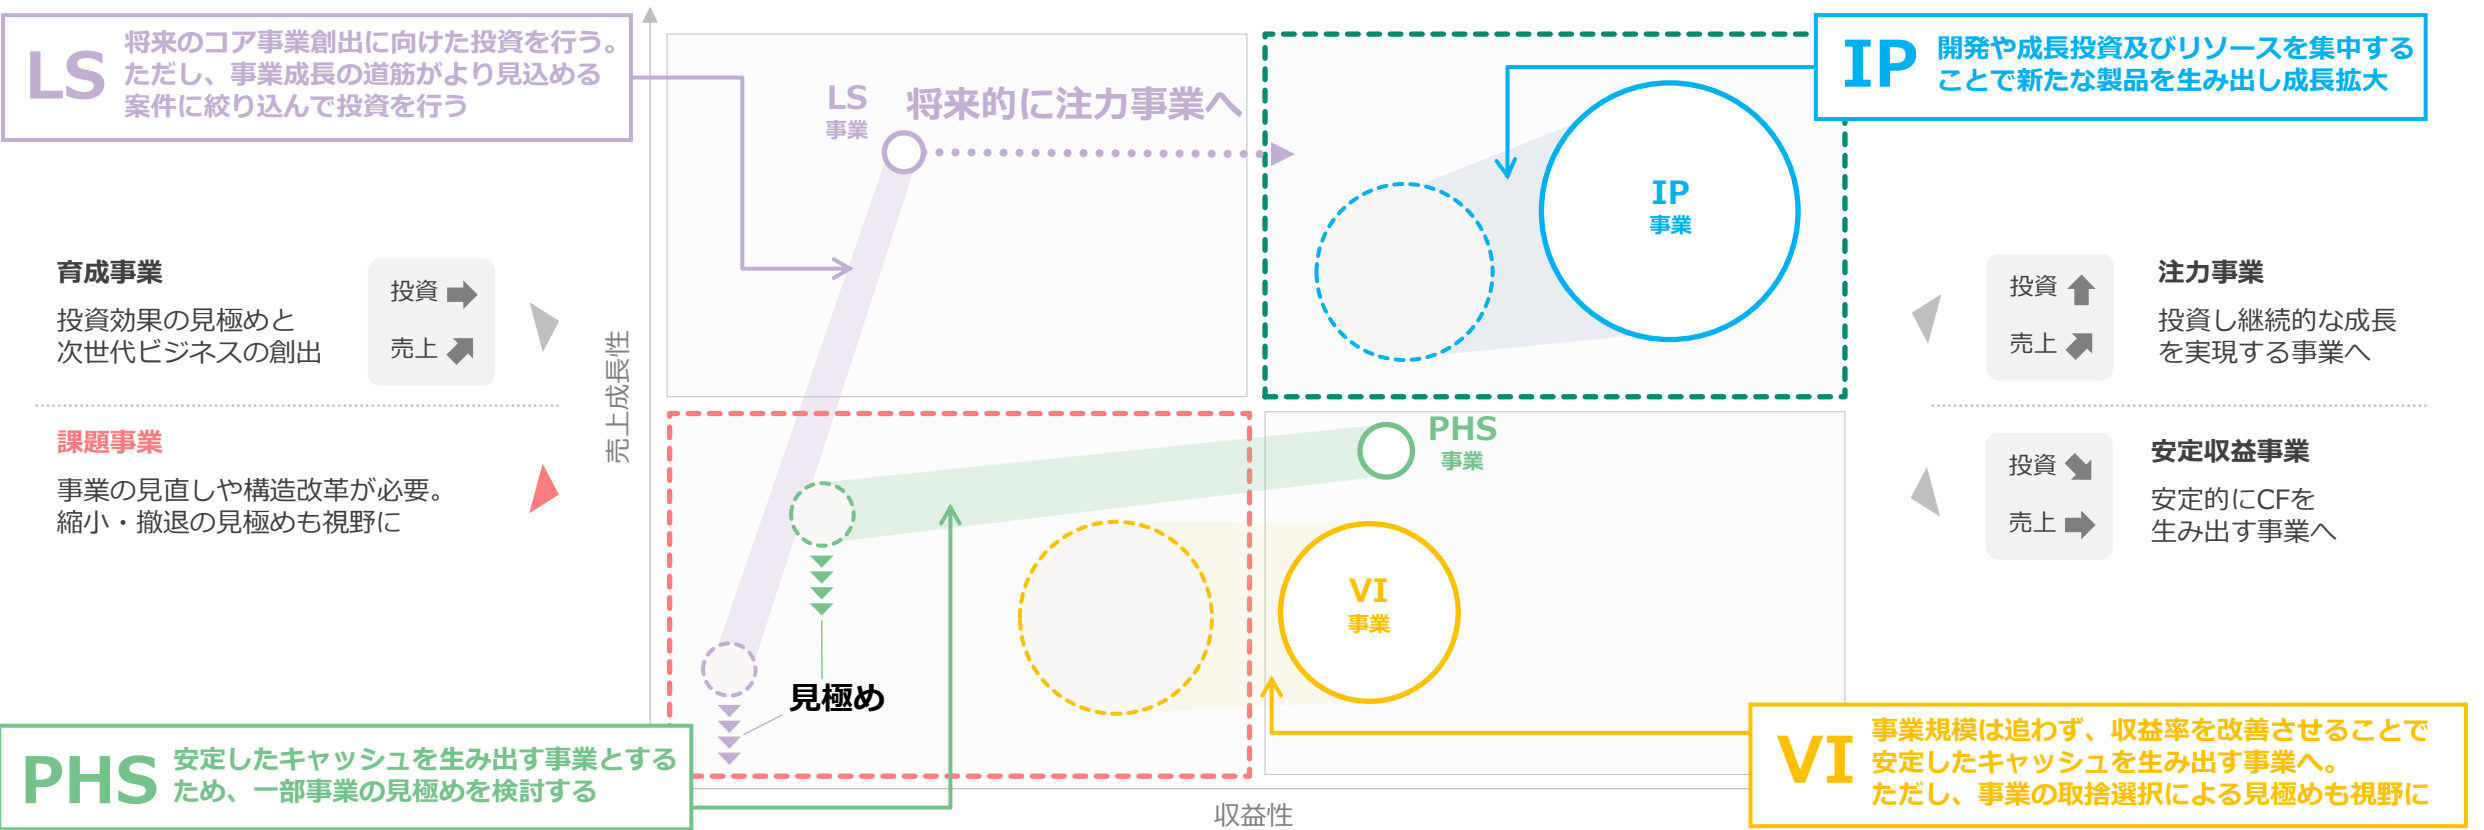 LS
将来のコア事業創出に向けた投資を行う。
ただし、事業成長の道筋がより見込める
案件に絞り込んで投資を行う
IP
開発や成長投資及びリソースを集中する
ことで新たな製品を生み出し成長拡大
LS
事業
将来的に注力事業へ
IP
事業
育成事業
投資効果の見極めと
次世代ビジネスの創出
投資
売上
課題事業
事業の見直しや構造改革が必要。
縮小・撤退の見極めも視野に
売上成長性
注力事業
投資し継続的な成長
を実現する事業へ
投資
売上
安定収益事業
安定的にCFを
生み出す事業へ
投資
売上
PHS
事業
VI
事業
見極め
PHS
安定したキャッシュを生み出す事業とする
ため、一部事業の見極めを検討する
VI
事業規模は追わず、収益率を改善させることで
安定したキャッシュを生み出す事業へ。
ただし、事業の取捨選択による見極めも視野に
収益性